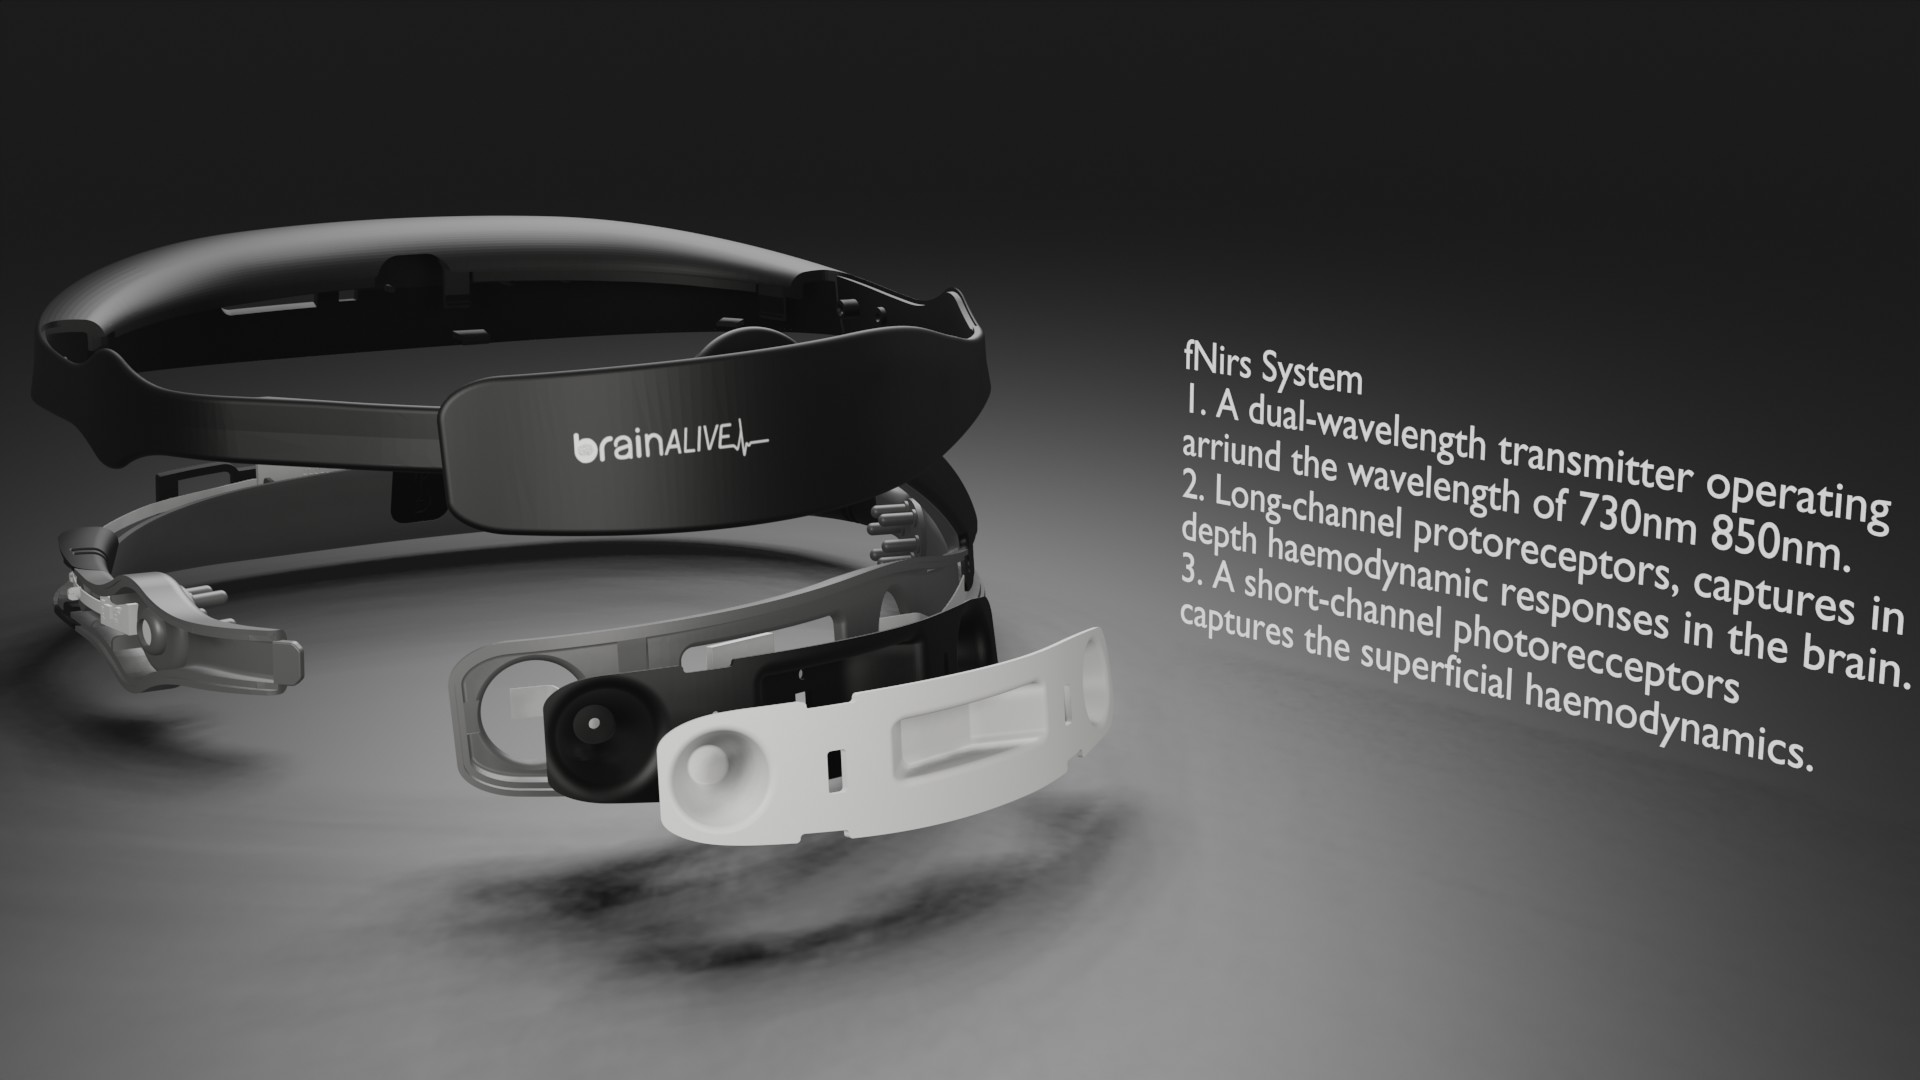 brainALIVE
fNirs System
1. A dual-wavelength transmitter operating
arriund the wavelength of 730nm 850nm.
2. Long-channel protoreceptors, captures in
depth haemodynamic responses in the brain.
3. A short-channel photorecceptors
captures the superficial haemodynamics.